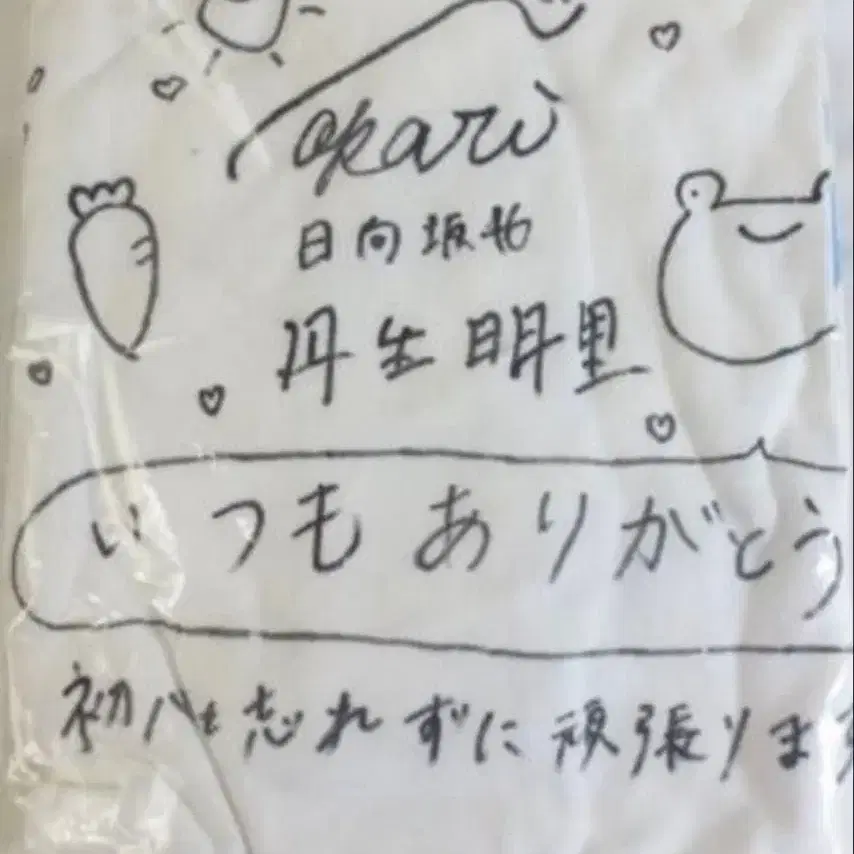 akari
日向坂46
丹生明里
いつもありがとう
初心忘れずに頑張ります